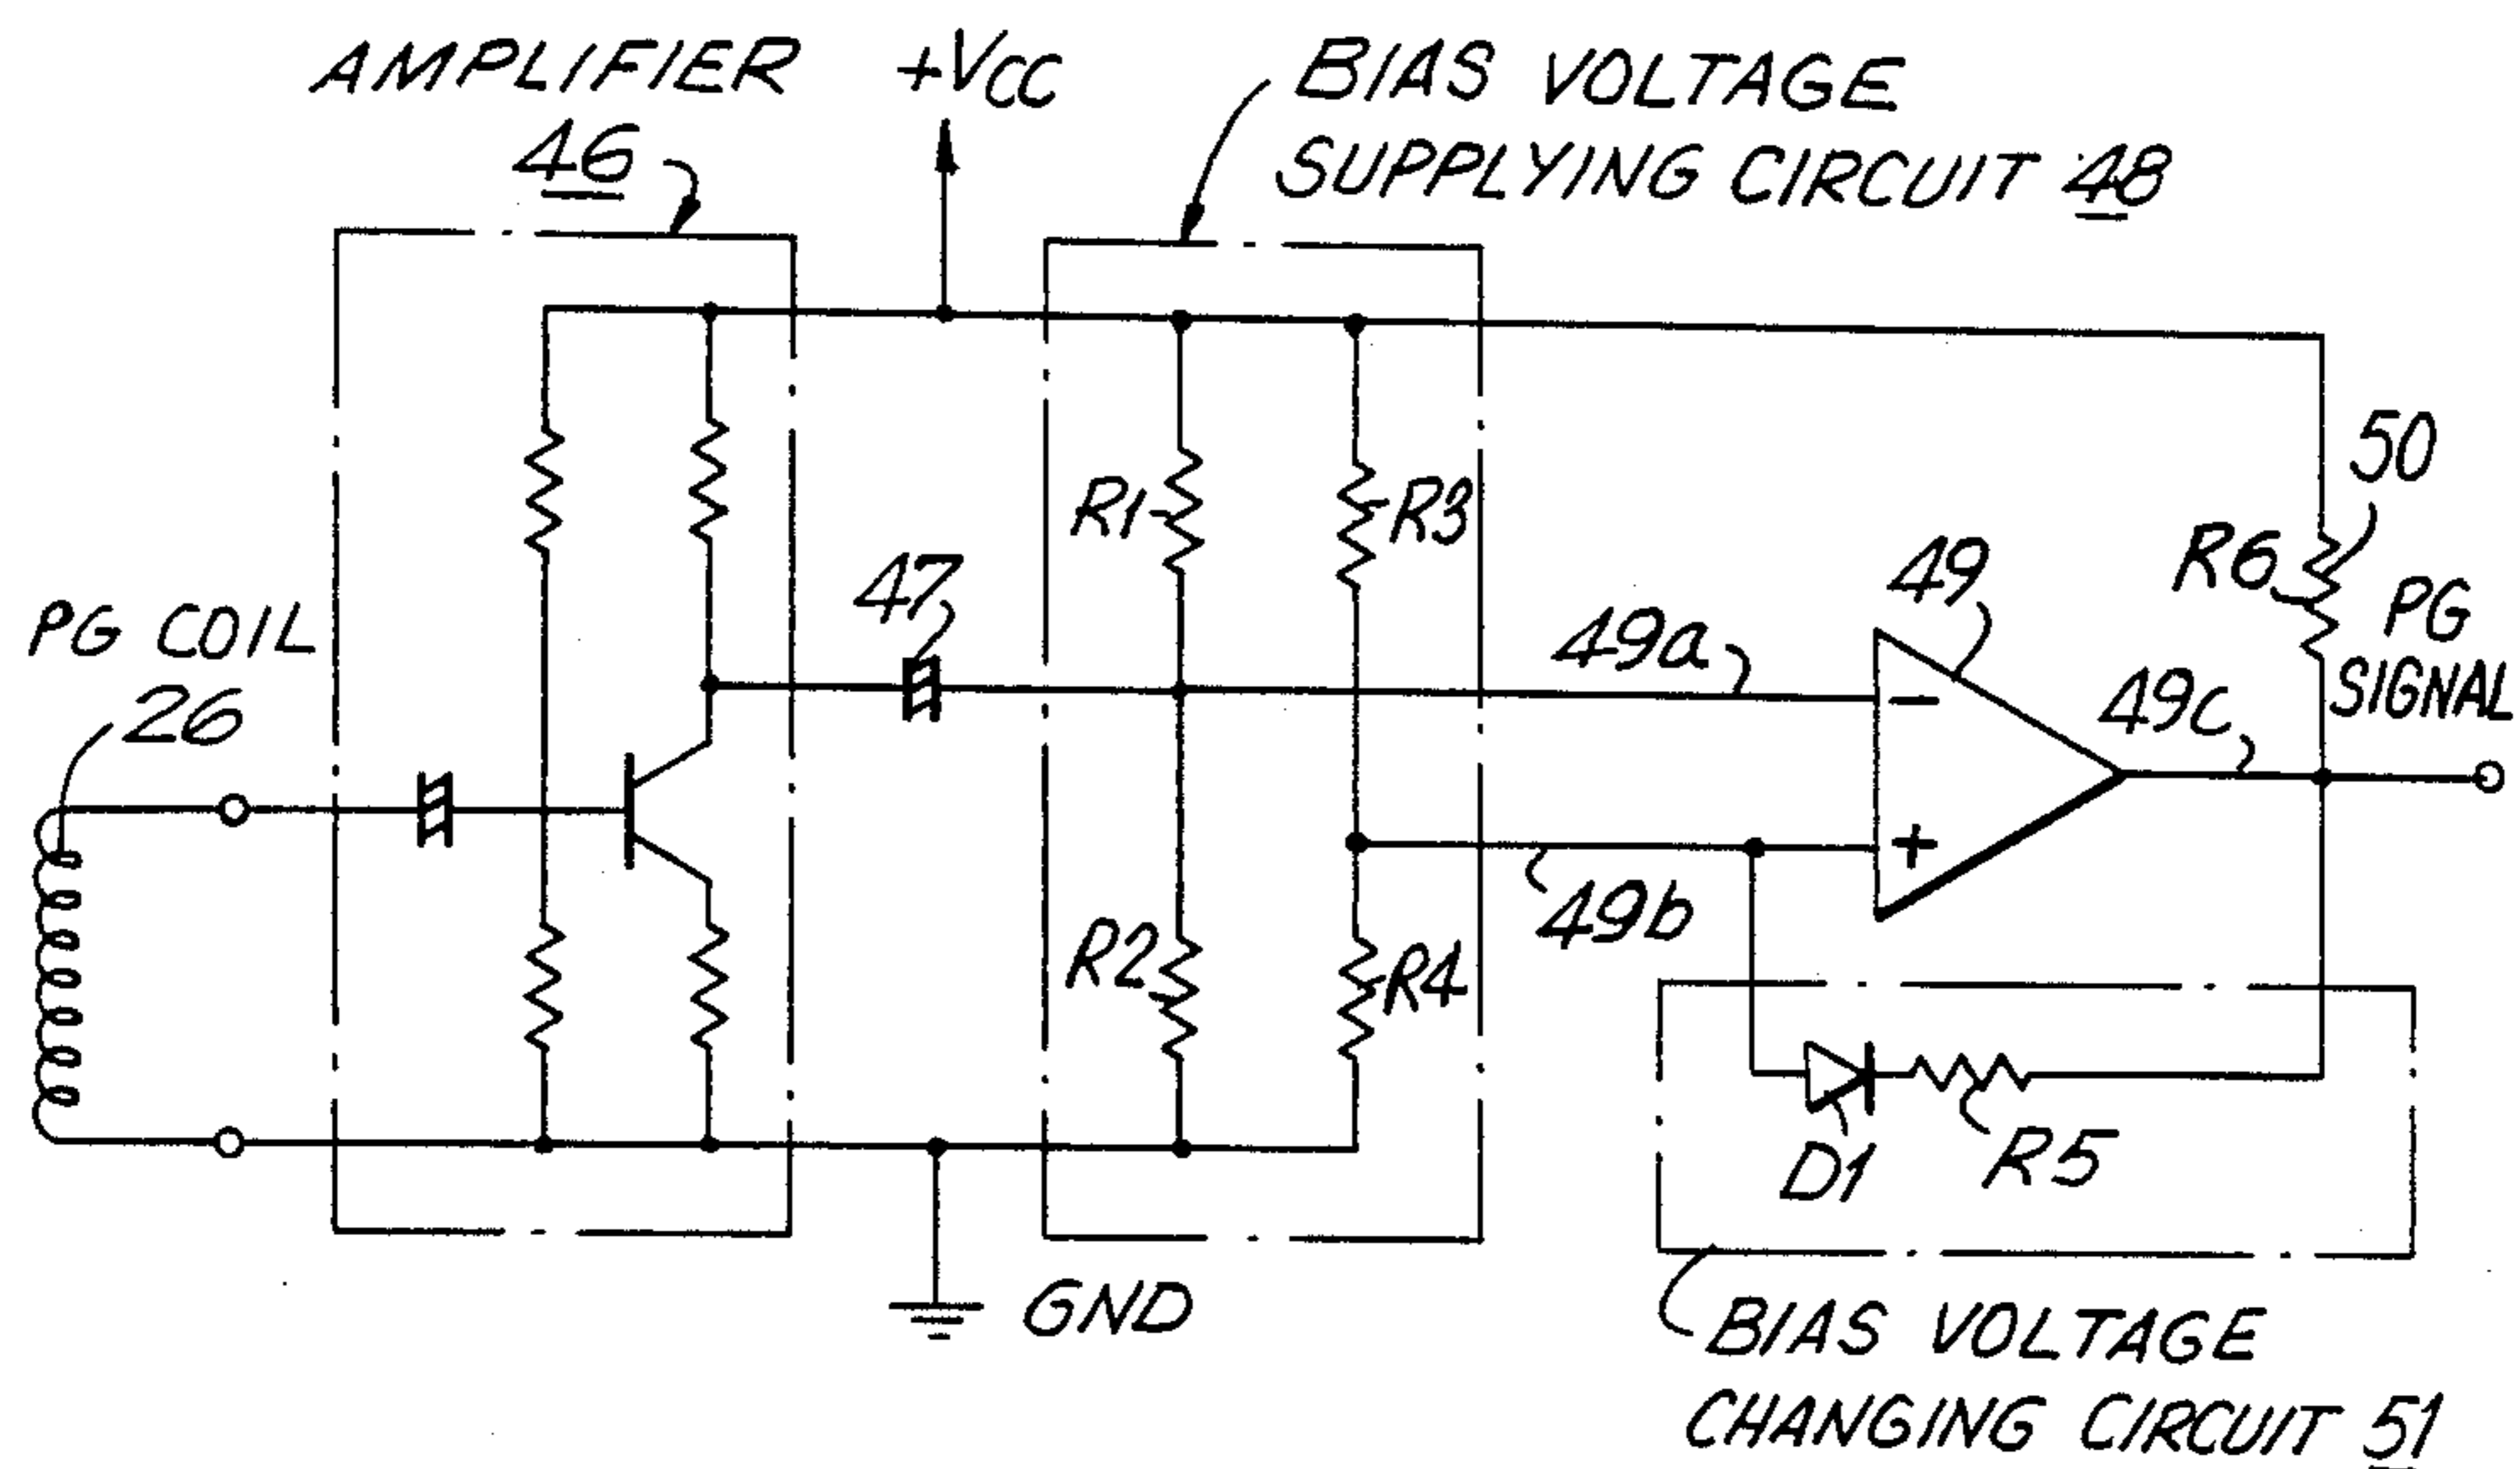 AMPLIFIER
46
+VCC
BIAS VOLTAGE
SUPPLYING CIRCUIT 48
50
R1
R3
R6
49
47
PG
SIGNAL
PG COIL
26
49a
49c
+
-
49b
R2
R4
D1
R5
GND
BIAS VOLTAGE
CHANGING CIRCUIT 51